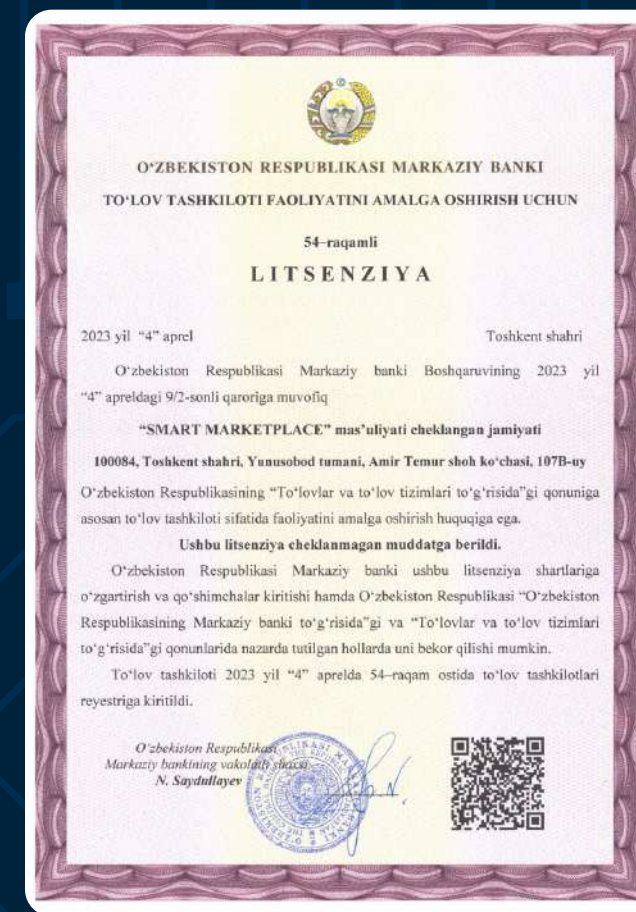 O‘ZBEKISTON RESPUBLIKASI MARKAZIY BANKI
TO‘LOV TASHKILOTI FAOLIYATINI AMALGA OSHIRISH UCHUN
54–raqamli
LITSENZIYA
2023 yil “4” aprel Toshkent shahri
O‘zbekiston Respublikasi Markaziy banki Boshqaruvining 2023 yil
“4” apreldagi 9/2-sonli qaroriga muvofiq
“SMART MARKETPLACE” mas’uliyati cheklangan jamiyati
100084, Toshkent shahri, Yunusobod tumani, Amir Temur shoh ko‘chasi, 107B-uy
O‘zbekiston Respublikasining “To‘lovlar va to‘lov tizimlari to‘g‘risida”gi qonuniga
asosan to‘lov tashkiloti sifatida faoliyatini amalga oshirish huquqiga ega.
Ushbu litsenziya cheklanmagan muddatga berildi.
O‘zbekiston Respublikasi Markaziy banki ushbu litsenziya shartlariga
o‘zgartirish va qo‘shimchalar kiritishi hamda O‘zbekiston Respublikasi “O‘zbekiston
Respublikasining Markaziy banki to‘g‘risida”gi va “To‘lovlar va to‘lov tizimlari
to‘g‘risida”gi qonunlarida nazarda tutilgan hollarda uni bekor qilishi mumkin.
To‘lov tashkiloti 2023 yil “4” aprelda 54–raqam ostida to‘lov tashkilotlari
reyestriga kiritildi.
O‘zbekiston Respublikasi
Markaziy bankining vakolatli shaxsi
N. Saydullayev